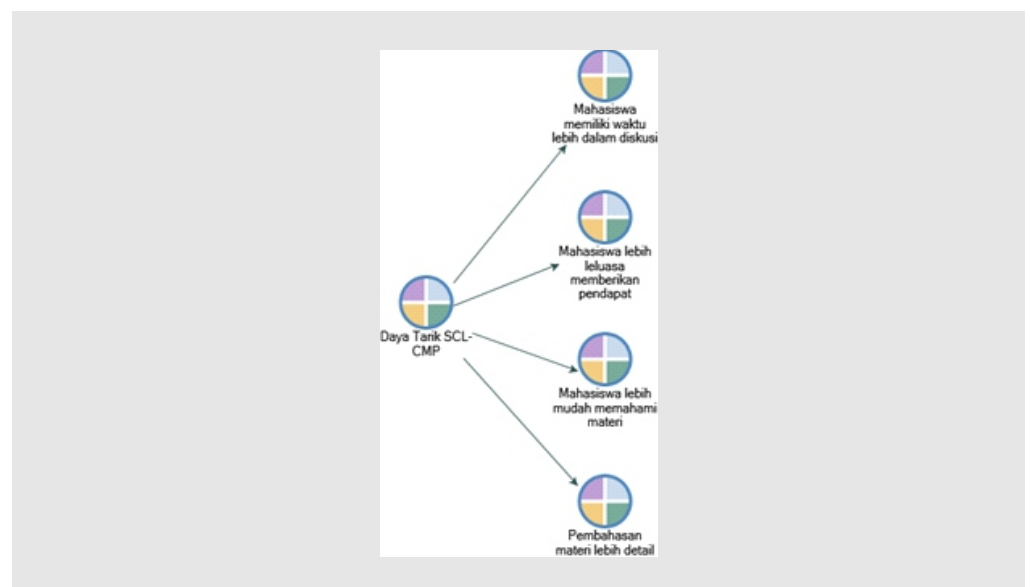 Mahasiswa
memiliki waktu
lebih dalam diskusi
Mahasiswa lebih
leluasa
memberikan
pendapat
Daya Tarik SCL-
CMP
Mahasiswa lebih
mudah memahami
materi
Pembahasan
materi lebih detail